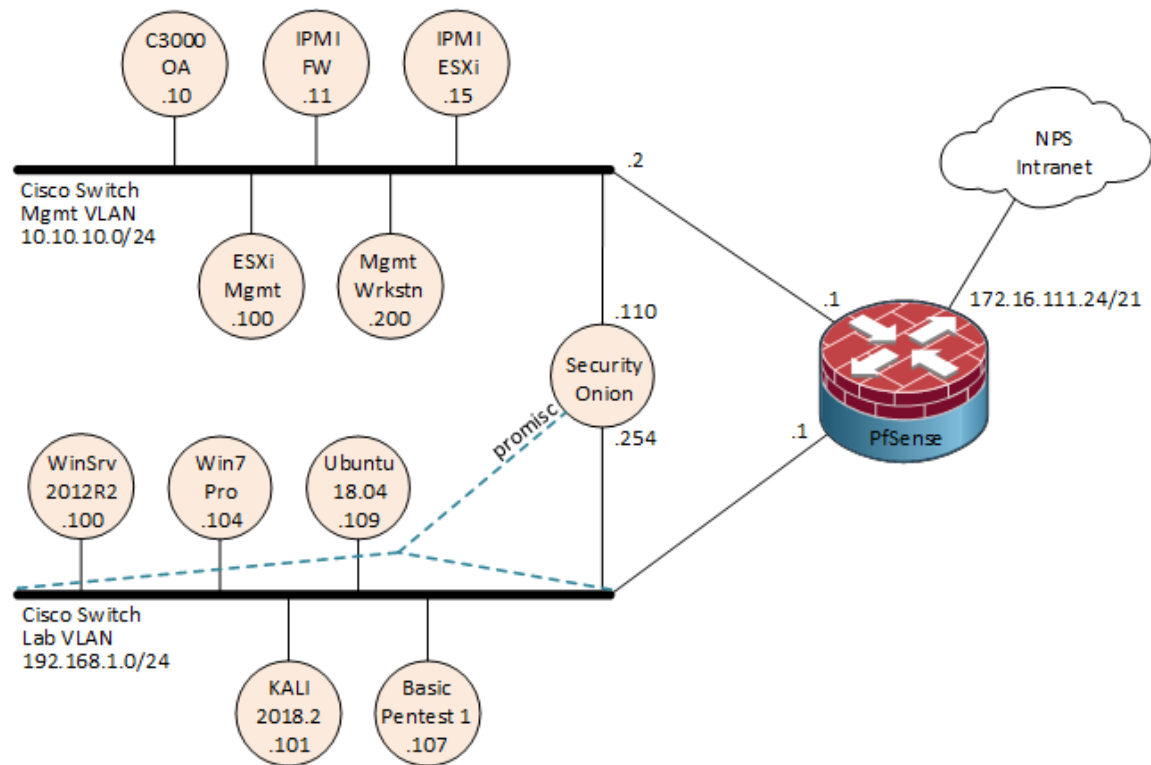 C3000
OA
.10
IPMI
FW
.11
IPMI
ESXi
.15
.2
NPS
Intranet
Cisco Switch
Mgmt VLAN
10.10.10.0/24
ESXi
Mgmt
.100
Mgmt
Wrkstn
.200
.110
.1
172.16.111.24/21
Security
Onion
promisc
.254
.1
PfSense
WinSrv
2012R2
.100
Win7
Pro
.104
Ubuntu
18.04
.109
Cisco Switch
Lab VLAN
192.168.1.0/24
KALI
2018.2
.101
Basic
Pentest 1
.107